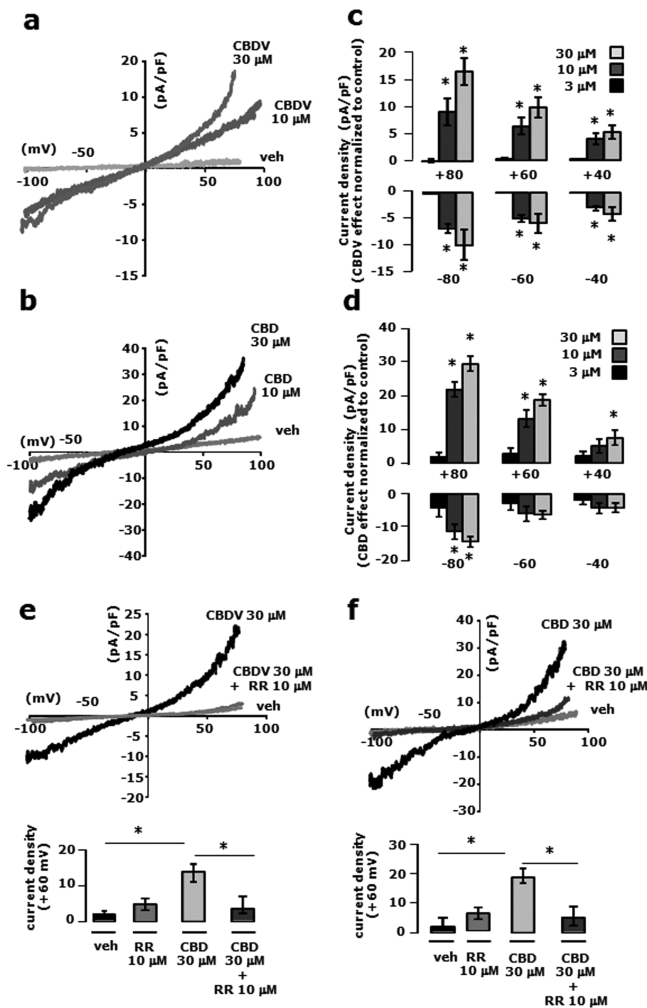 a
CBDV
30 µM
CBDV
10 µM
veh
(pA/pF)
(mV)
-50
-100
50
100
20
15
10
5
-5
-10
-15
c
30 µM
10 µM
3 µM
Current density (pA/pF)
(CBDV effect normalized to control)
20
15
10
5
0
* * * * * *
+80 +60 +40
0
-5
-10
-15
* * * * * *
-80 -60 -40
b
CBD
30 µM
CBD
10 µM
veh
(pA/pF)
(mV)
-50
-100
50
100
40
30
20
10
-10
-20
-30
-40
d
30 µM
10 µM
3 µM
Current density (pA/pF)
(CBD effect normalized to control)
40
30
20
10
0
* * * * *
+80 +60 +40
0
-10
-20
* *
-80 -60 -40
e
CBDV 30 µM
CBDV 30 µM
+ RR 10 µM
veh
(pA/pF)
(mV)
-50
-100
50
100
25
20
15
10
5
-5
-10
-15
-20
current density
(+60 mV)
20
10
0
* *
veh RR 10 µM CBD 30 µM CBD 30 µM + RR 10 µM
f
CBD 30 µM
CBD 30 µM
+ RR 10 µM
veh
(pA/pF)
(mV)
-50
-100
50
100
40
30
20
10
-10
-20
-30
current density
(+60 mV)
30
20
10
0
* *
veh RR 10 µM CBD 30 µM CBD 30 µM + RR 10 µM